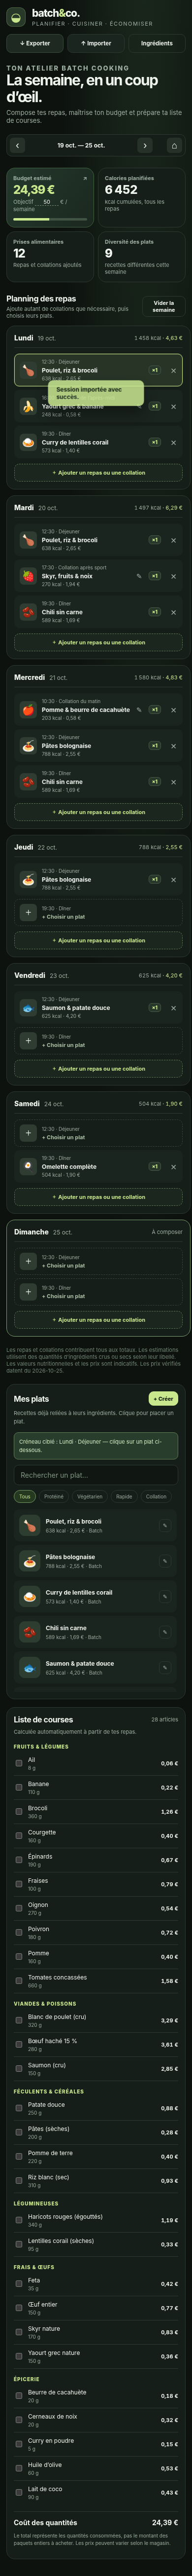 batch&co.
PLANIFIER · CUISINER · ÉCONOMISER
↓ Exporter
↑ Importer
Ingrédients
TON ATELIER BATCH COOKING
La semaine, en un coup
d'œil.
Compose tes repas, maîtrise ton budget et prépare ta liste
de courses.
‹ 19 oct. — 25 oct. ›
Budget estimé
24,39 €
Objectif 50 € /
semaine
Calories planifiées
6 452
kcal cumulées, tous les
repas
Prises alimentaires
12
Repas et collations ajoutés
Diversité des plats
9
recettes différentes cette
semaine
Planning des repas
Ajoute autant de créations que nécessaire, puis
choisis leurs plats.
Vider la
semaine
Lundi 19 oct. 1 458 kcal · 4,63 €
12:30 · Déjeuner
Poulet, riz & brocoli ×1 ×
638 kcal · 2,65 €
Session importée avec
succès.
Yaourt grec & banane
248 kcal · 0,58 €
19:30 · Dîner
Curry de lentilles corail ×1 ×
573 kcal · 1,40 €
+ Ajouter un repas ou une collation
Mardi 20 oct. 1 497 kcal · 6,29 €
12:30 · Déjeuner
Poulet, riz & brocoli ×1 ×
638 kcal · 2,65 €
17:30 · Collation après sport
Skyr, fruits & noix ×1 ×
270 kcal · 1,94 €
19:30 · Dîner
Chili sin carne ×1 ×
589 kcal · 1,69 €
+ Ajouter un repas ou une collation
Mercredi 21 oct. 1 580 kcal · 4,83 €
10:30 · Collation du matin
Pomme & beurre de cacahuète ×1 ×
203 kcal · 0,58 €
12:30 · Déjeuner
Pâtes bolognaise ×1 ×
788 kcal · 2,55 €
19:30 · Dîner
Chili sin carne ×1 ×
589 kcal · 1,69 €
+ Ajouter un repas ou une collation
Jeudi 22 oct. 788 kcal · 2,55 €
12:30 · Déjeuner
Pâtes bolognaise ×1 ×
788 kcal · 2,55 €
19:30 · Dîner
+ Choisir un plat
+ Ajouter un repas ou une collation
Vendredi 23 oct. 625 kcal · 4,20 €
12:30 · Déjeuner
Saumon & patate douce ×1 ×
625 kcal · 4,20 €
19:30 · Dîner
+ Choisir un plat
+ Ajouter un repas ou une collation
Samedi 24 oct. 504 kcal · 1,90 €
12:30 · Déjeuner
+ Choisir un plat
19:30 · Dîner
Omelette complète ×1 ×
504 kcal · 1,90 €
+ Ajouter un repas ou une collation
Dimanche 25 oct. À composer
12:30 · Déjeuner
+ Choisir un plat
19:30 · Dîner
+ Choisir un plat
+ Ajouter un repas ou une collation
Les repas et collations contribuent tous aux totaux. Les estimations
utilisent des quantités d'ingrédients crus ou secs selon leur libellé.
Les valeurs nutritionnelles et les prix sont indicatifs. Les prix vérifiés
datent du 2026-10-25.
Mes plats
+ Créer
Recettes déjà reliées à leurs ingrédients. Clique pour placer un
plat.
Créneau ciblé : Lundi · Déjeuner — clique sur un plat ci-
dessous.
Rechercher un plat...
Tous
Protéiné
Végétarien
Rapide
Collation
Poulet, riz & brocoli
638 kcal · 2,65 € · Batch
Pâtes bolognaise
788 kcal · 2,55 € · Batch
Curry de lentilles corail
573 kcal · 1,40 € · Batch
Chili sin carne
589 kcal · 1,69 € · Batch
Saumon & patate douce
625 kcal · 4,20 € · Batch
Liste de courses 28 articles
Calculée automatiquement à partir de tes repas.
FRUITS & LÉGUMES
Ail 0,06 €
8 g
Banane 0,22 €
110 g
Brocoli 1,26 €
360 g
Courgette 0,40 €
160 g
Épinards 0,67 €
190 g
Fraises 0,79 €
100 g
Oignon 0,54 €
270 g
Poivron 0,72 €
180 g
Pomme 0,40 €
160 g
Tomates concassées 1,58 €
660 g
VIANDES & POISSONS
Blanc de poulet (cru) 3,29 €
320 g
Bœuf haché 15 % 3,61 €
280 g
Saumon (cru) 2,85 €
150 g
FÉCULENTS & CÉRÉALES
Patate douce 0,88 €
250 g
Pâtes (sèches) 0,28 €
200 g
Pomme de terre 0,40 €
220 g
Riz blanc (sec) 0,93 €
310 g
LÉGUMINEUSES
Haricots rouges (égouttés) 1,19 €
340 g
Lentilles corail (sèches) 0,33 €
95 g
FRAIS & ŒUFS
Feta 0,42 €
35 g
Œuf entier 0,77 €
150 g
Skyr nature 0,83 €
170 g
Yaourt grec nature 0,36 €
150 g
ÉPICERIE
Beurre de cacahuète 0,18 €
20 g
Cerneaux de noix 0,32 €
20 g
Curry en poudre 0,15 €
5 g
Huile d'olive 0,53 €
60 g
Lait de coco 0,43 €
90 g
Coût des quantités 24,39 €
Le total représente les quantités consommées, pas le montant des
paquets entiers à acheter. Les prix peuvent varier selon le magasin.